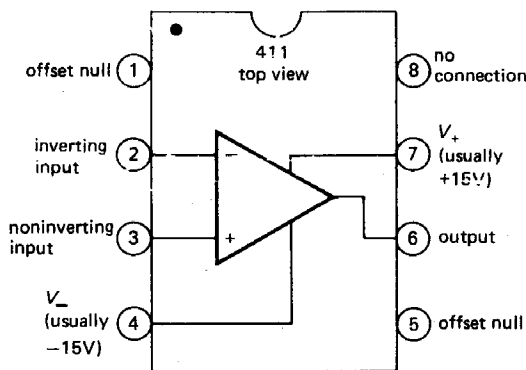 411
top view
offset null 1
8 no
connection
inverting
input
2
−
7
V+
(usually
+15V)
noninverting
input
3
+
6 output
V−
(usually
−15V)
4
5 offset null